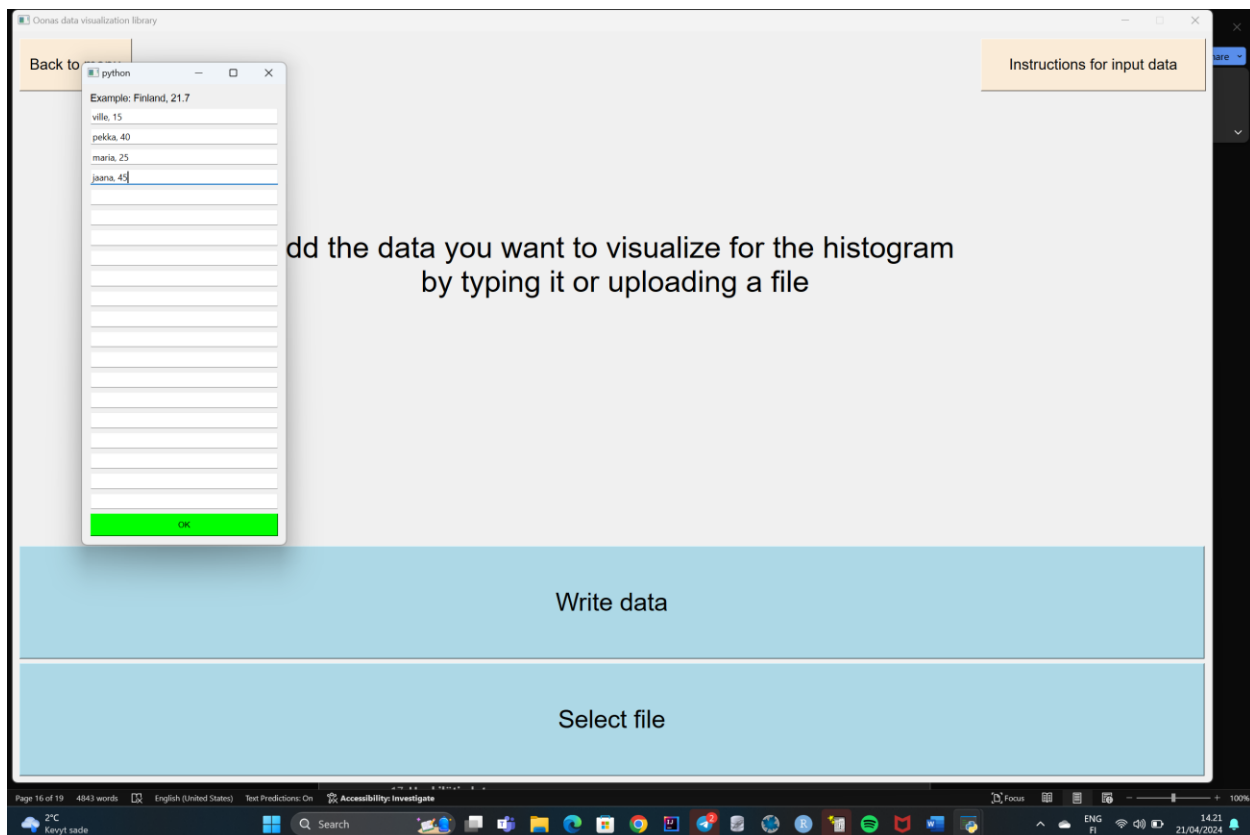 Oonas data visualization library
Back to
Instructions for input data
python
Example: Finland, 21.7
ville, 15
pekka, 40
maria, 25
jaana, 45
dd the data you want to visualize for the histogram
by typing it or uploading a file
OK
Write data
Select file
Page 16 of 19 4843 words English (United States) Text Predictions: On Accessibility: Investigate Focus 100%
2°C
Kevyt sade
Search
ENG
FI
14.21
21/04/2024